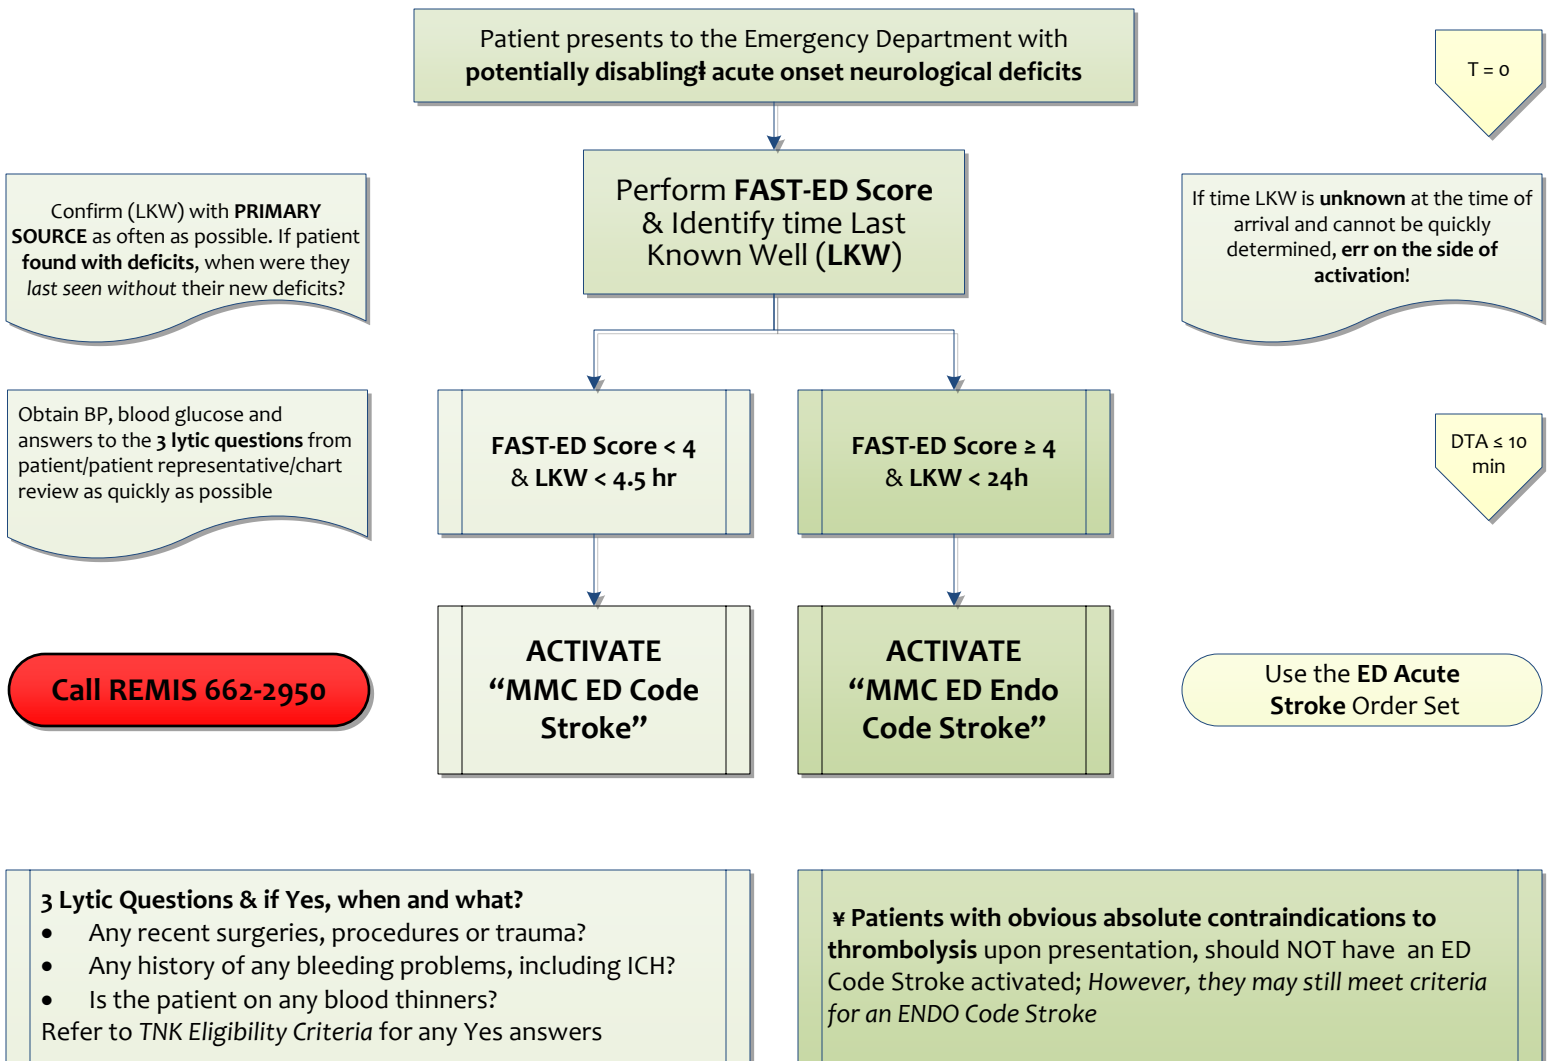 Patient presents to the Emergency Department with
potentially disablingƗ acute onset neurological deficits
T = 0
Perform FAST-ED Score
& Identify time Last
Known Well (LKW)
Confirm (LKW) with PRIMARY
SOURCE as often as possible. If patient
found with deficits, when were they
last seen without their new deficits?
If time LKW is unknown at the time of
arrival and cannot be quickly
determined, err on the side of
activation!
Obtain BP, blood glucose and
answers to the 3 lytic questions from
patient/patient representative/chart
review as quickly as possible
FAST-ED Score < 4
& LKW < 4.5 hr
FAST-ED Score ≥ 4
& LKW < 24h
DTA ≤ 10
min
Call REMIS 662-2950
ACTIVATE
“MMC ED Code
Stroke”
ACTIVATE
“MMC ED Endo
Code Stroke”
Use the ED Acute
Stroke Order Set
3 Lytic Questions & if Yes, when and what?
• Any recent surgeries, procedures or trauma?
• Any history of any bleeding problems, including ICH?
• Is the patient on any blood thinners?
Refer to TNK Eligibility Criteria for any Yes answers
¥ Patients with obvious absolute contraindications to
thrombolysis upon presentation, should NOT have an ED
Code Stroke activated; However, they may still meet criteria
for an ENDO Code Stroke